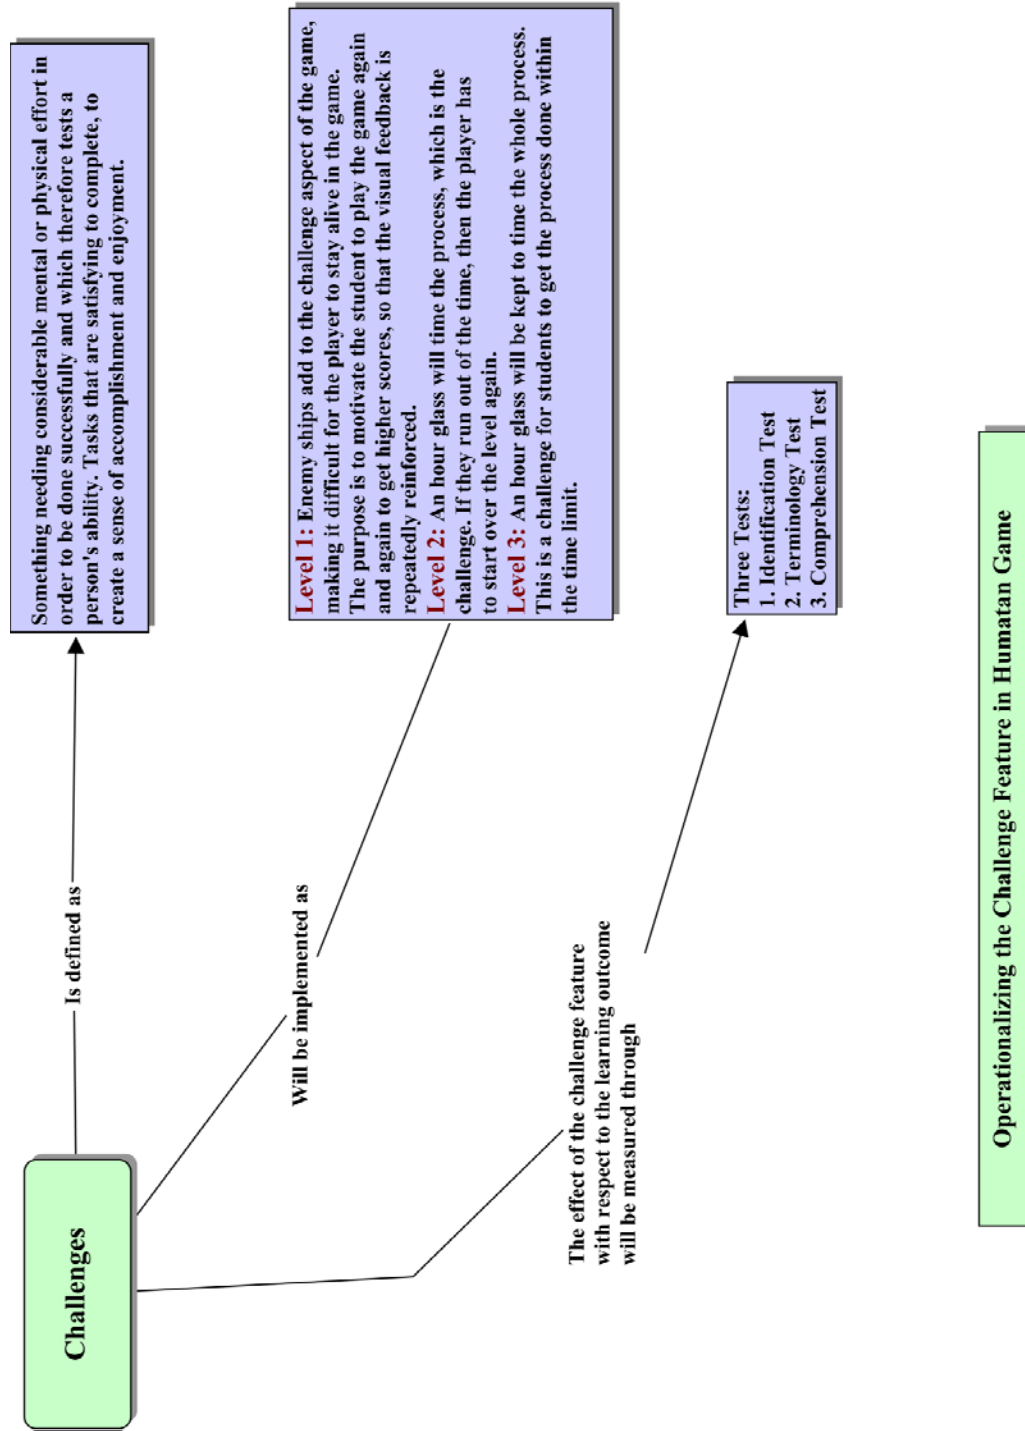 Challenges
Is defined as
Something needing considerable mental or physical effort in
order to be done successfully and which therefore tests a
person's ability. Tasks that are satisfying to complete, to
create a sense of accomplishment and enjoyment.
Will be implemented as
Level 1: Enemy ships add to the challenge aspect of the game,
making it difficult for the player to stay alive in the game.
The purpose is to motivate the student to play the game again
and again to get higher scores, so that the visual feedback is
repeatedly reinforced.
Level 2: An hour glass will time the process, which is the
challenge. If they run out of the time, then the player has
to start over the level again.
Level 3: An hour glass will be kept to time the whole process.
This is a challenge for students to get the process done within
the time limit.
The effect of the challenge feature
with respect to the learning outcome
will be measured through
Three Tests:
1. Identification Test
2. Terminology Test
3. Comprehension Test
Operationalizing the Challenge Feature in Humatan Game